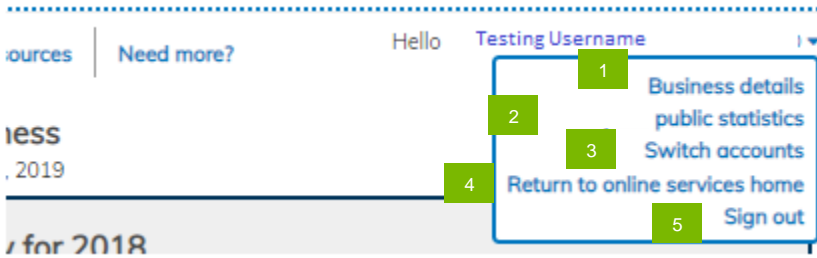 sources
Need more?
Hello
Testing Username
1
Business details
2
public statistics
ness
3
Switch accounts
, 2019
4
Return to online services home
5
Sign out
y for 2018